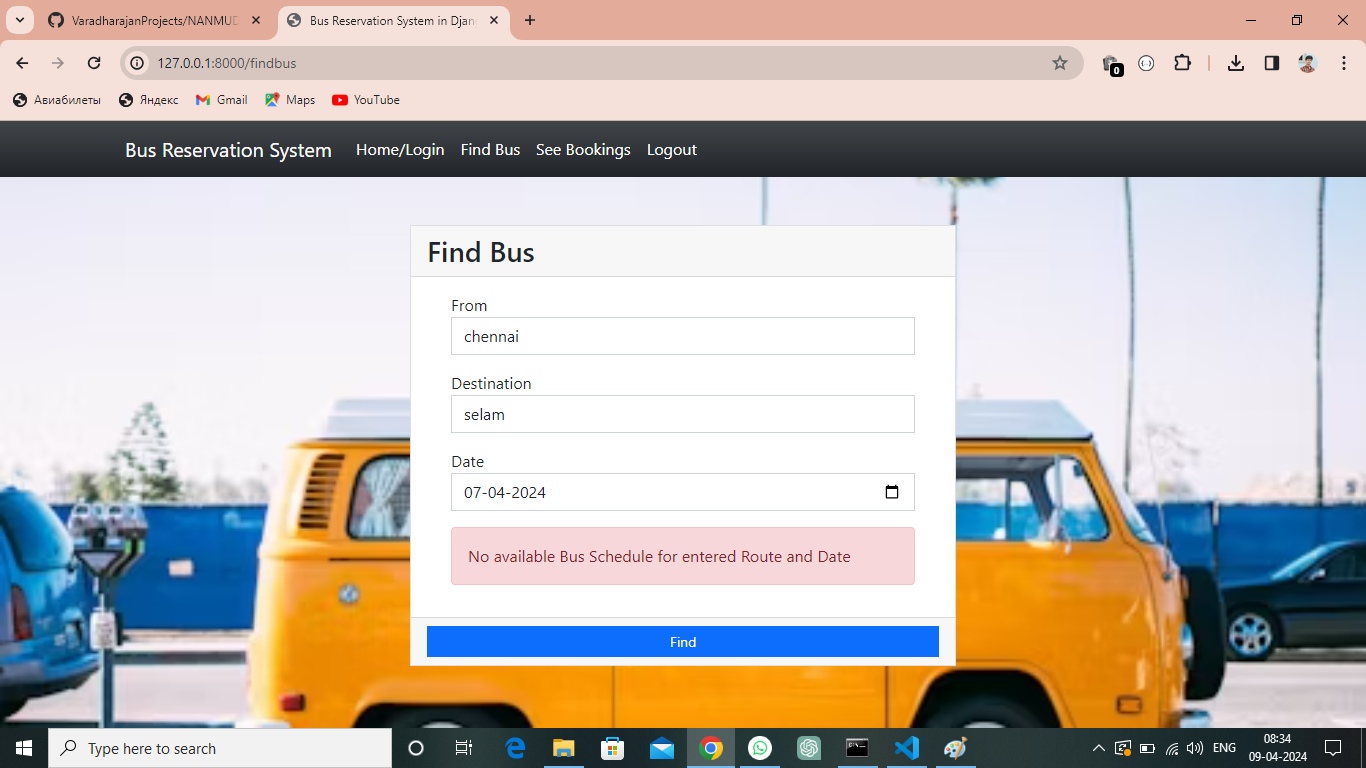 VaradharajanProjects/NANMUD
Bus Reservation System in Djan
127.0.0.1:8000/findbus
0
Авиабилеты
Яндекс
Gmail
Maps
YouTube
Bus Reservation System
Home/Login
Find Bus
See Bookings
Logout
Find Bus
From
chennai
Destination
selam
Date
07-04-2024
No available Bus Schedule for entered Route and Date
Find
Type here to search
ENG
08:34
09-04-2024